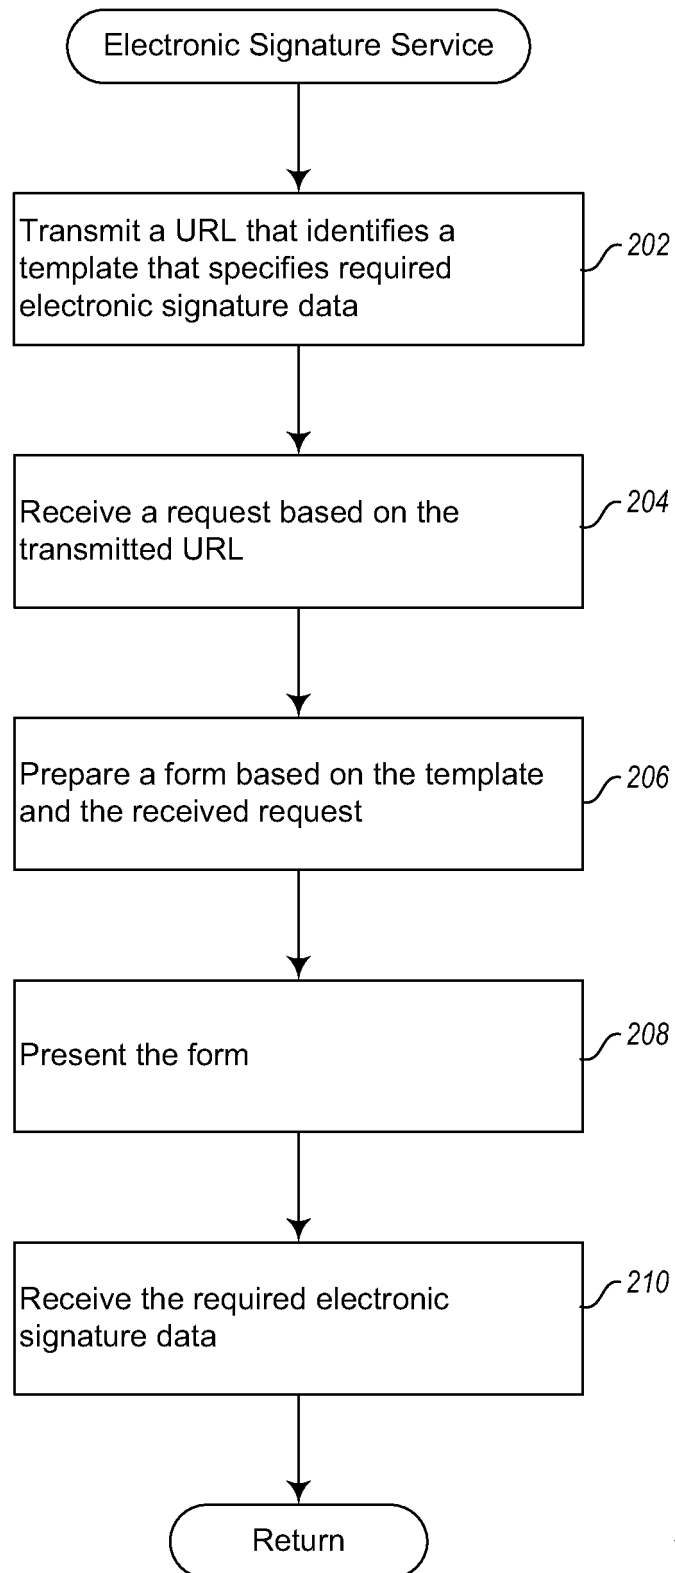 Electronic Signature Service
Transmit a URL that identifies a
template that specifies required
electronic signature data
202
Receive a request based on the
transmitted URL
204
Prepare a form based on the template
and the received request
206
Present the form
208
Receive the required electronic
signature data
210
Return